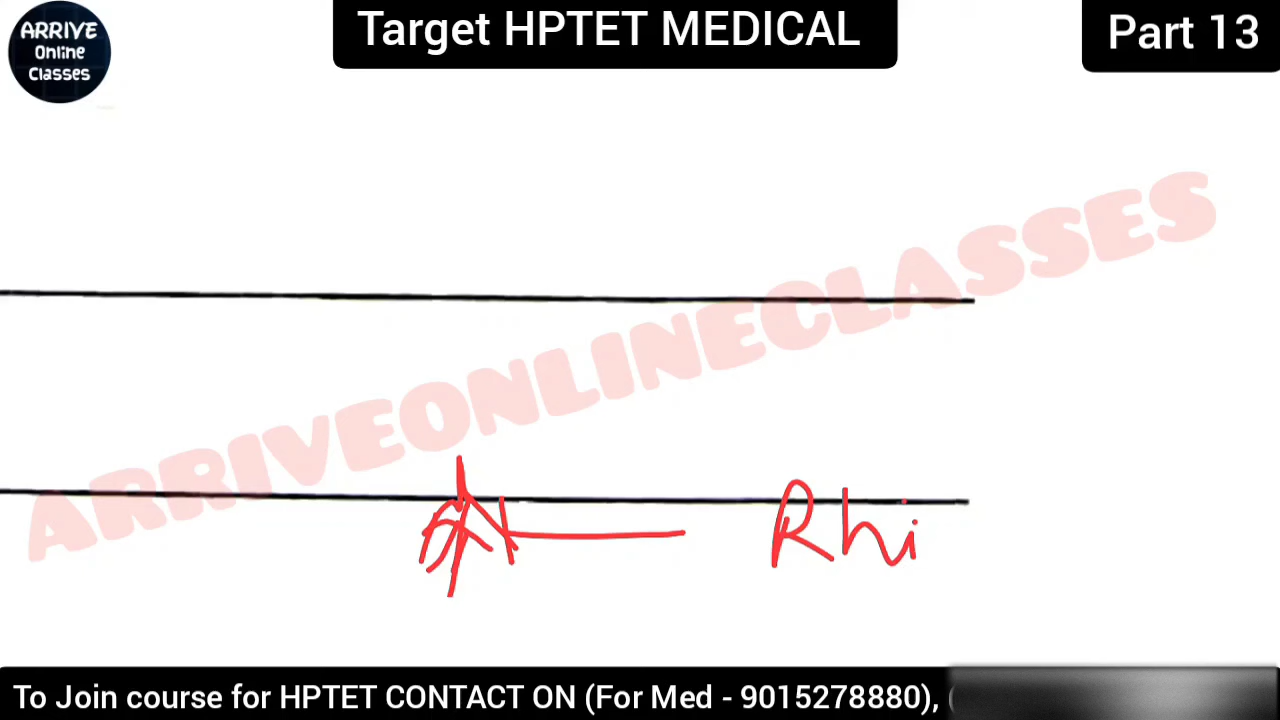 ARRIVE
Online
Classes
Target HPTET MEDICAL
Part 13
ARRIVEONLINECLASSES
Rhi
To Join course for HPTET CONTACT ON (For Med - 9015278880), (